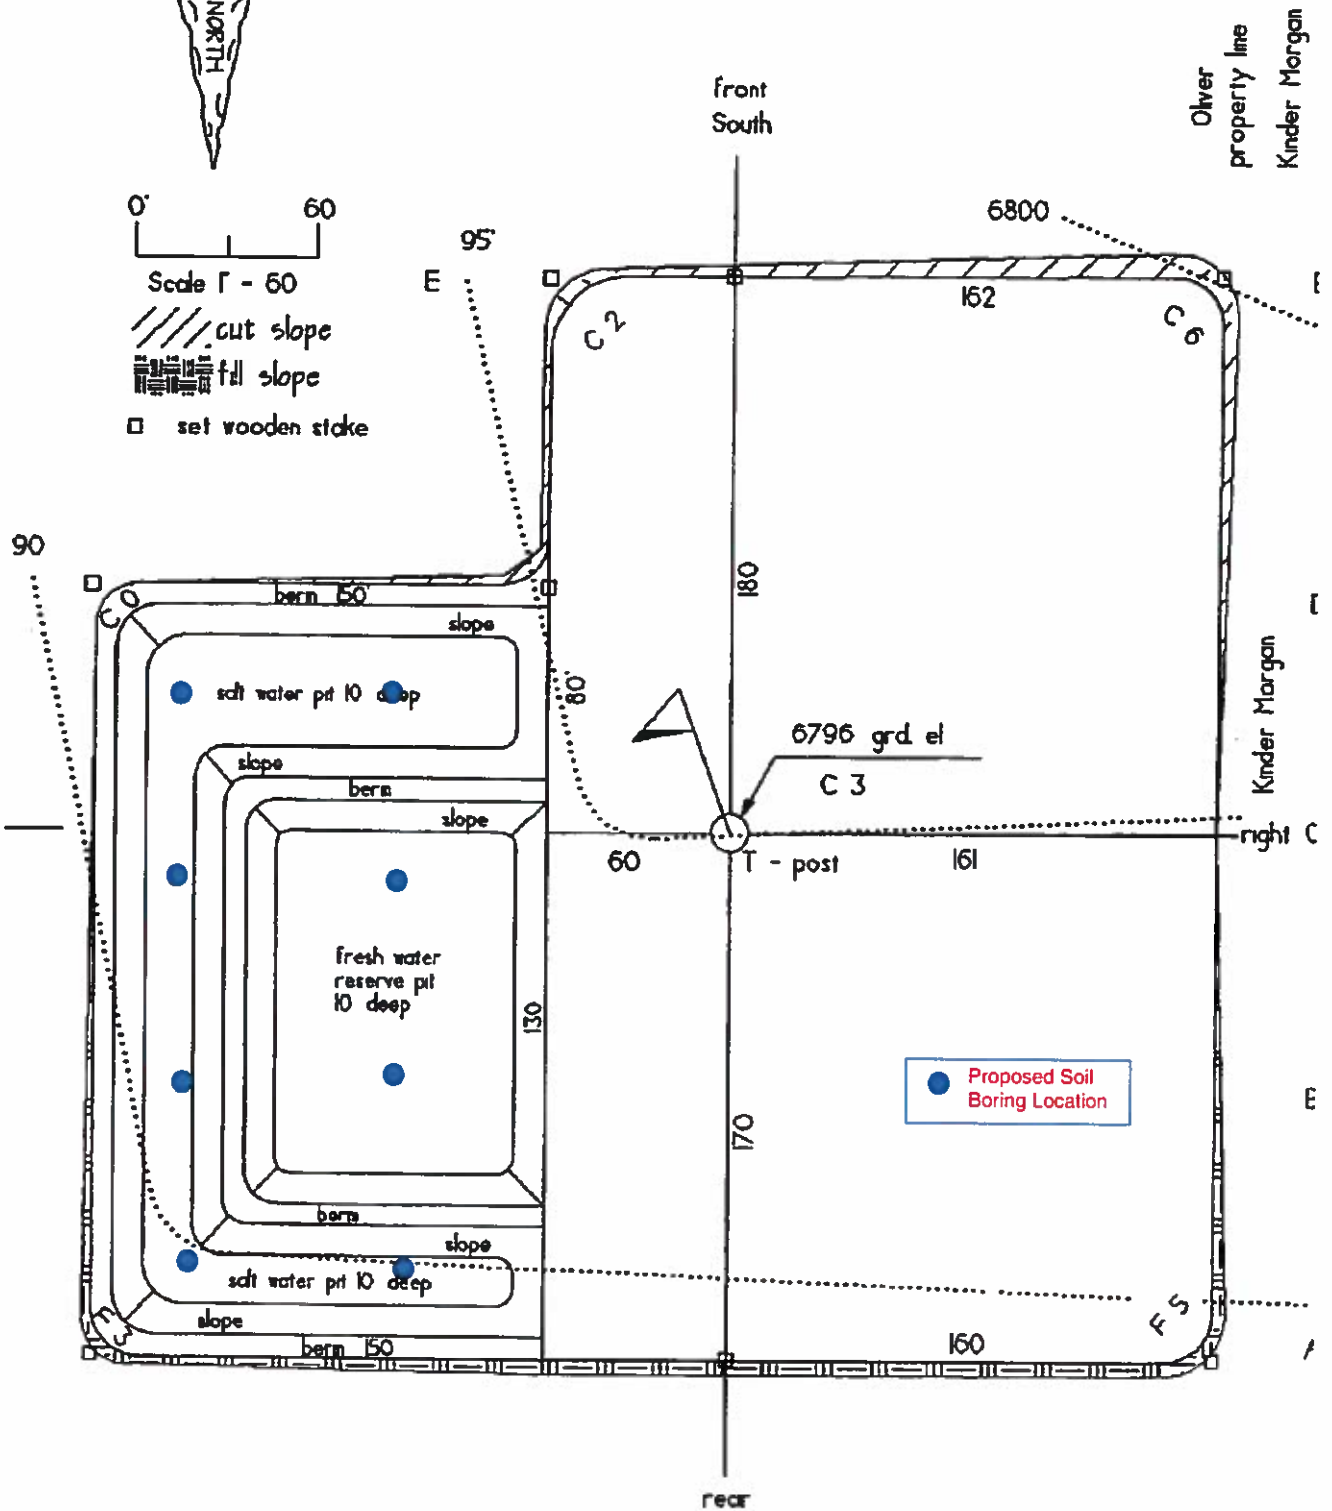 NORTH
front
South
Oliver
property line
Kinder Morgan
0'
60
Scale 1" - 60
cut slope
fill slope
set wooden stake
95'
E
6800
162
C 2
C 6
90
C 0
berm 150'
slope
180
80'
salt water pit 10 deep
Kinder Morgan
6796 grd. el
C 3
slope
berm
slope
right C
60
T - post
161
fresh water
reserve pit
10 deep
130
Proposed Soil
Boring Location
170
berm
slope
salt water pit 10 deep
slope
F 5
berm 150
160
rear